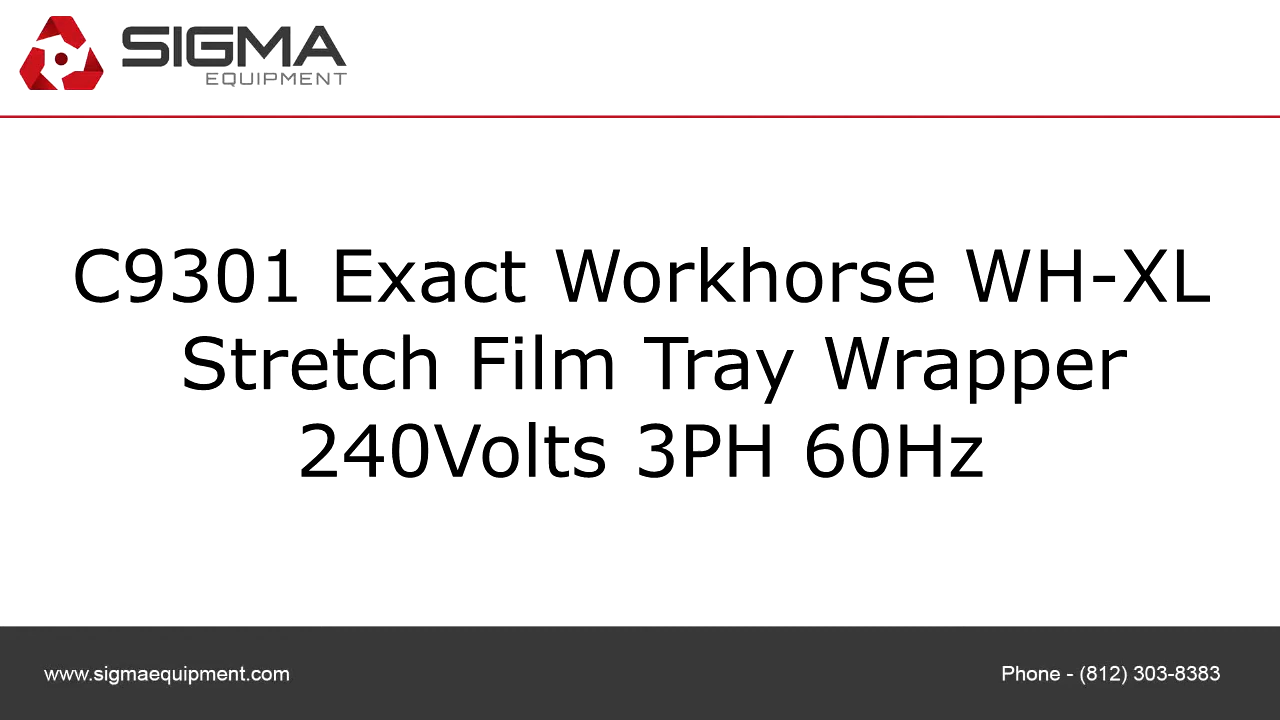 SIGMA
EQUIPMENT
C9301 Exact Workhorse WH-XL
Stretch Film Tray Wrapper
240Volts 3PH 60Hz
www.sigmaequipment.com
Phone - (812) 303-8383